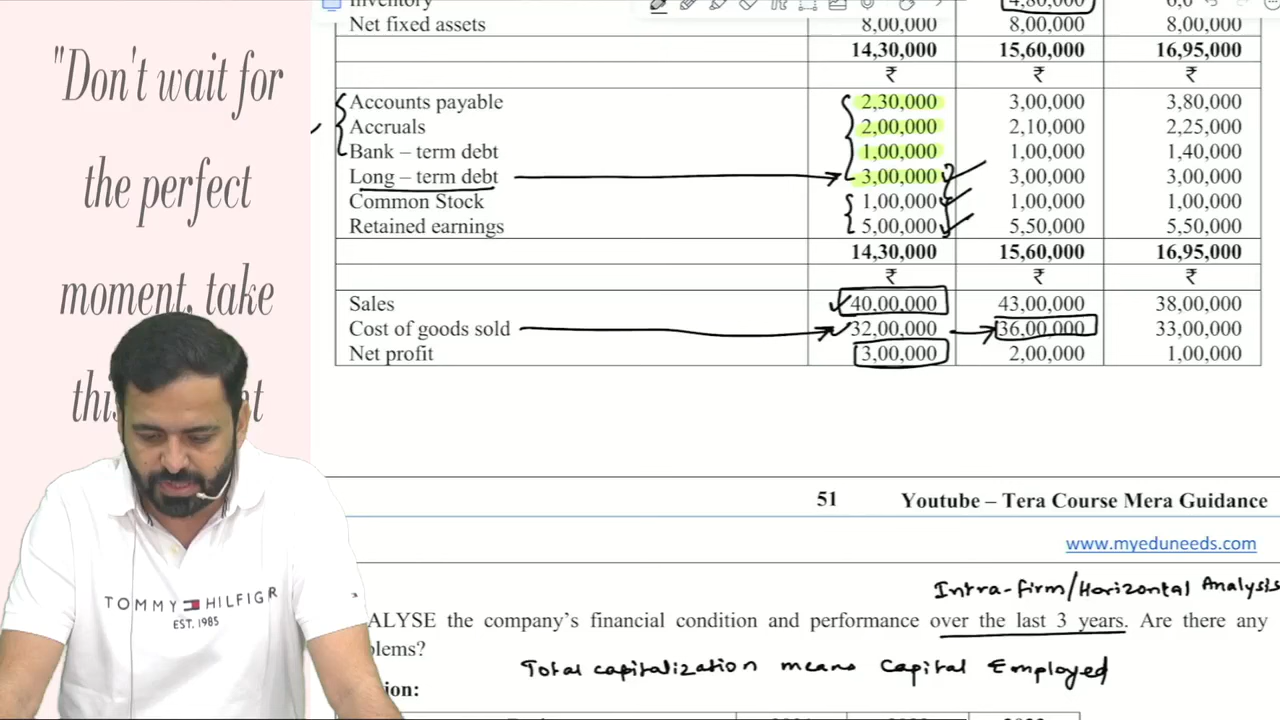 "Don't wait for
the perfect
moment, take
Inventory 4,80,000
Net fixed assets 8,00,000 8,00,000 8,00,000
14,30,000 15,60,000 16,95,000
₹ ₹ ₹
Accounts payable 2,30,000 3,00,000 3,80,000
Accruals 2,00,000 2,10,000 2,25,000
Bank – term debt 1,00,000 1,00,000 1,40,000
Long – term debt 3,00,000 3,00,000 3,00,000
Common Stock 1,00,000 1,00,000 1,00,000
Retained earnings 5,00,000 5,50,000 5,50,000
14,30,000 15,60,000 16,95,000
₹ ₹ ₹
Sales 40,00,000 43,00,000 38,00,000
Cost of goods sold 32,00,000 36,00,000 33,00,000
Net profit 3,00,000 2,00,000 1,00,000
51 Youtube – Tera Course Mera Guidance
www.myeduneeds.com
Intra-firm/Horizontal Analysis
ALYSE the company's financial condition and performance over the last 3 years. Are there any
lems?
Total capitalization means Capital Employed
ion:
TOMMY HILFIGER
EST. 1985